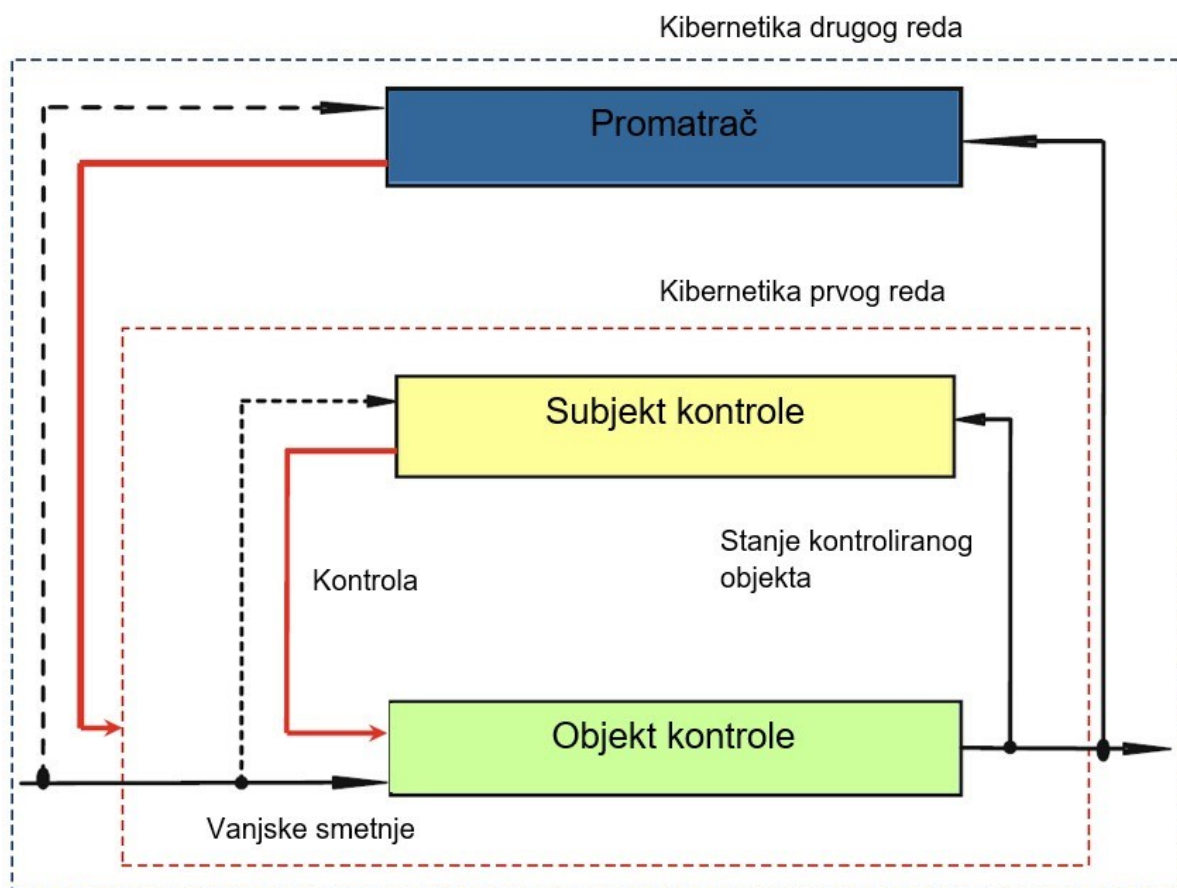 Kibernetika drugog reda
Promatrač
Kibernetika prvog reda
Subjekt kontrole
Kontrola
Stanje kontroliranog
objekta
Objekt kontrole
Vanjske smetnje